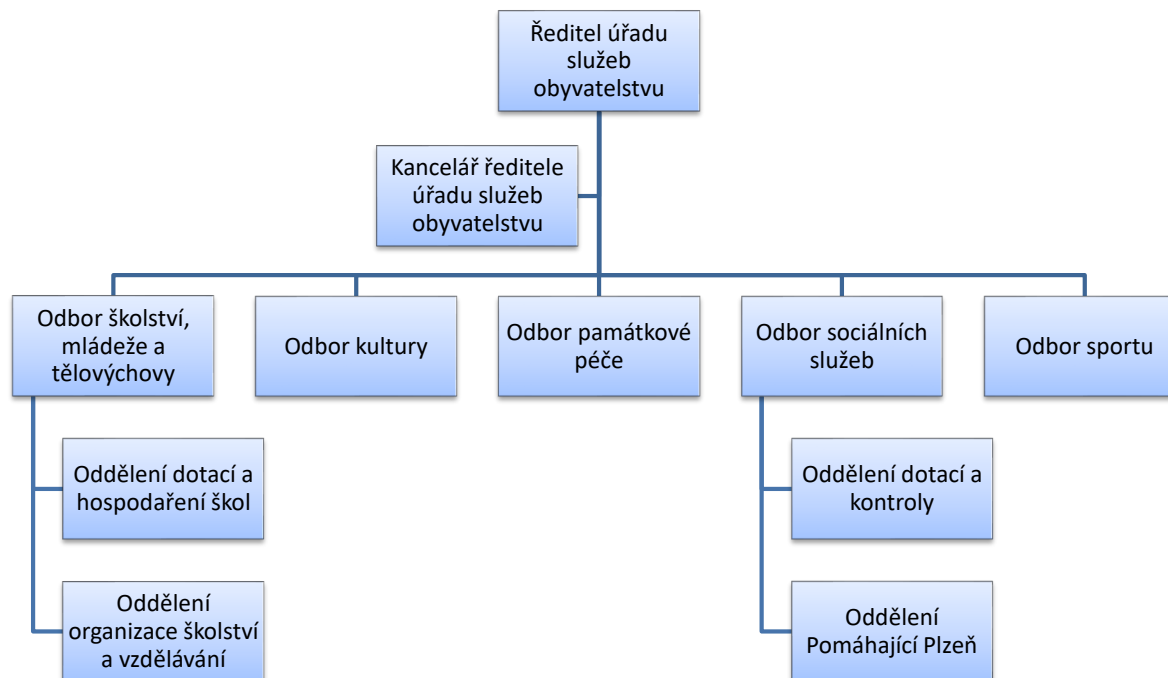 Ředitel úřadu
služeb
obyvatelstvu
Kancelář ředitele
úřadu služeb
obyvatelstvu
Odbor školství,
mládeže a
tělovýchovy
Odbor kultury
Odbor památkové
péče
Odbor sociálních
služeb
Odbor sportu
Oddělení dotací a
hospodaření škol
Oddělení
organizace školství
a vzdělávání
Oddělení dotací a
kontroly
Oddělení
Pomáhající Plzeň